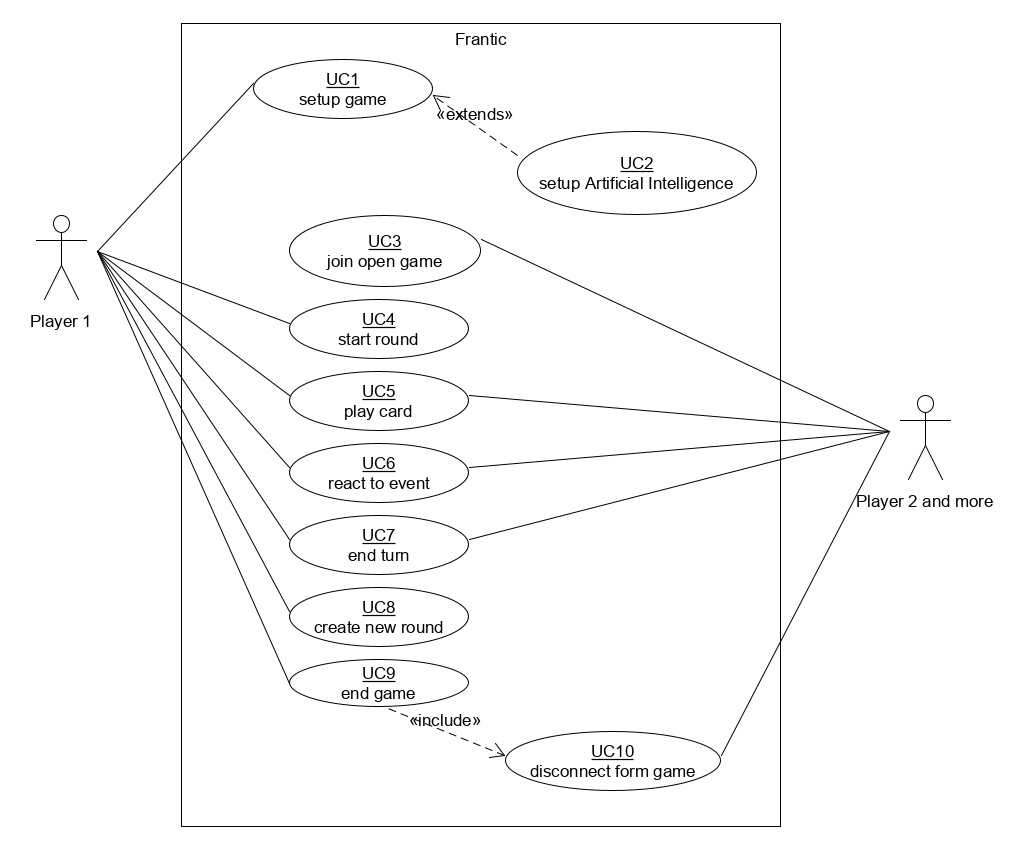 Frantic
UC1
setup game
«extends»
UC2
setup Artificial Intelligence
UC3
join open game
UC4
start round
Player 1
UC5
play card
UC6
react to event
Player 2 and more
UC7
end turn
UC8
create new round
UC9
end game
«include»
UC10
disconnect form game